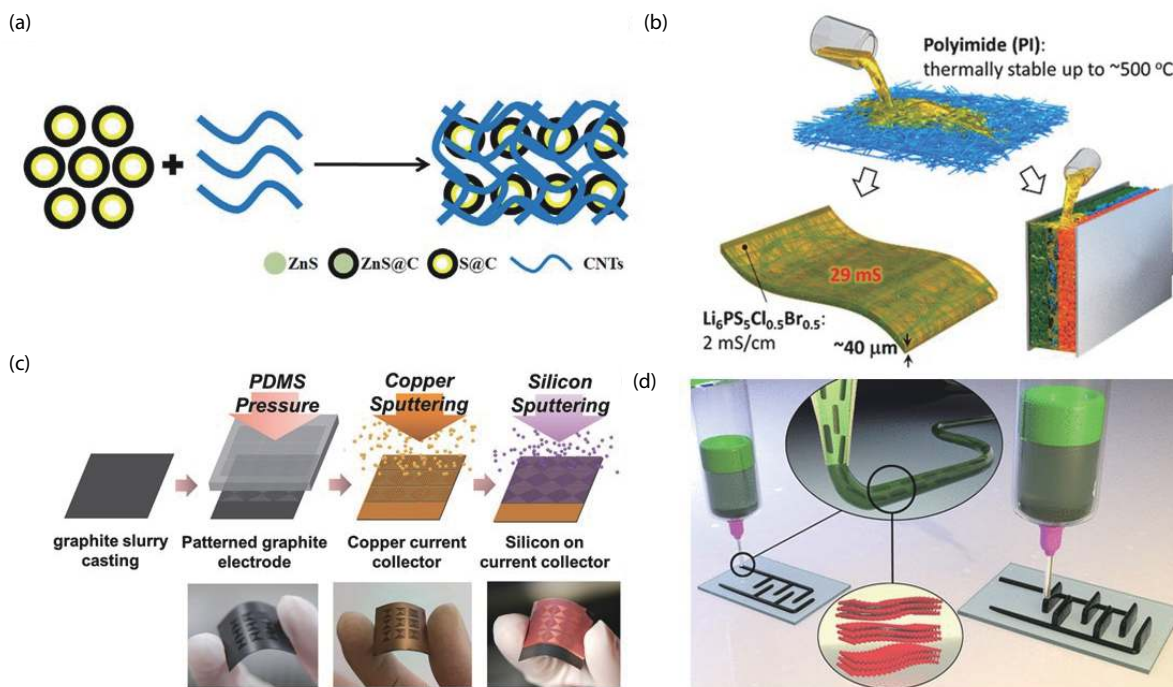 (a)
ZnS ZnS@C S@C CNTs
(b)
Polyimide (PI):
thermally stable up to ~500 °C
29 mS
Li₆PS₅Cl₀.₅Br₀.₅:
2 mS/cm
~40 μm
(c)
PDMS
Pressure
Copper
Sputtering
Silicon
Sputtering
graphite slurry
casting
Patterned graphite
electrode
Copper current
collector
Silicon on
current collector
(d)